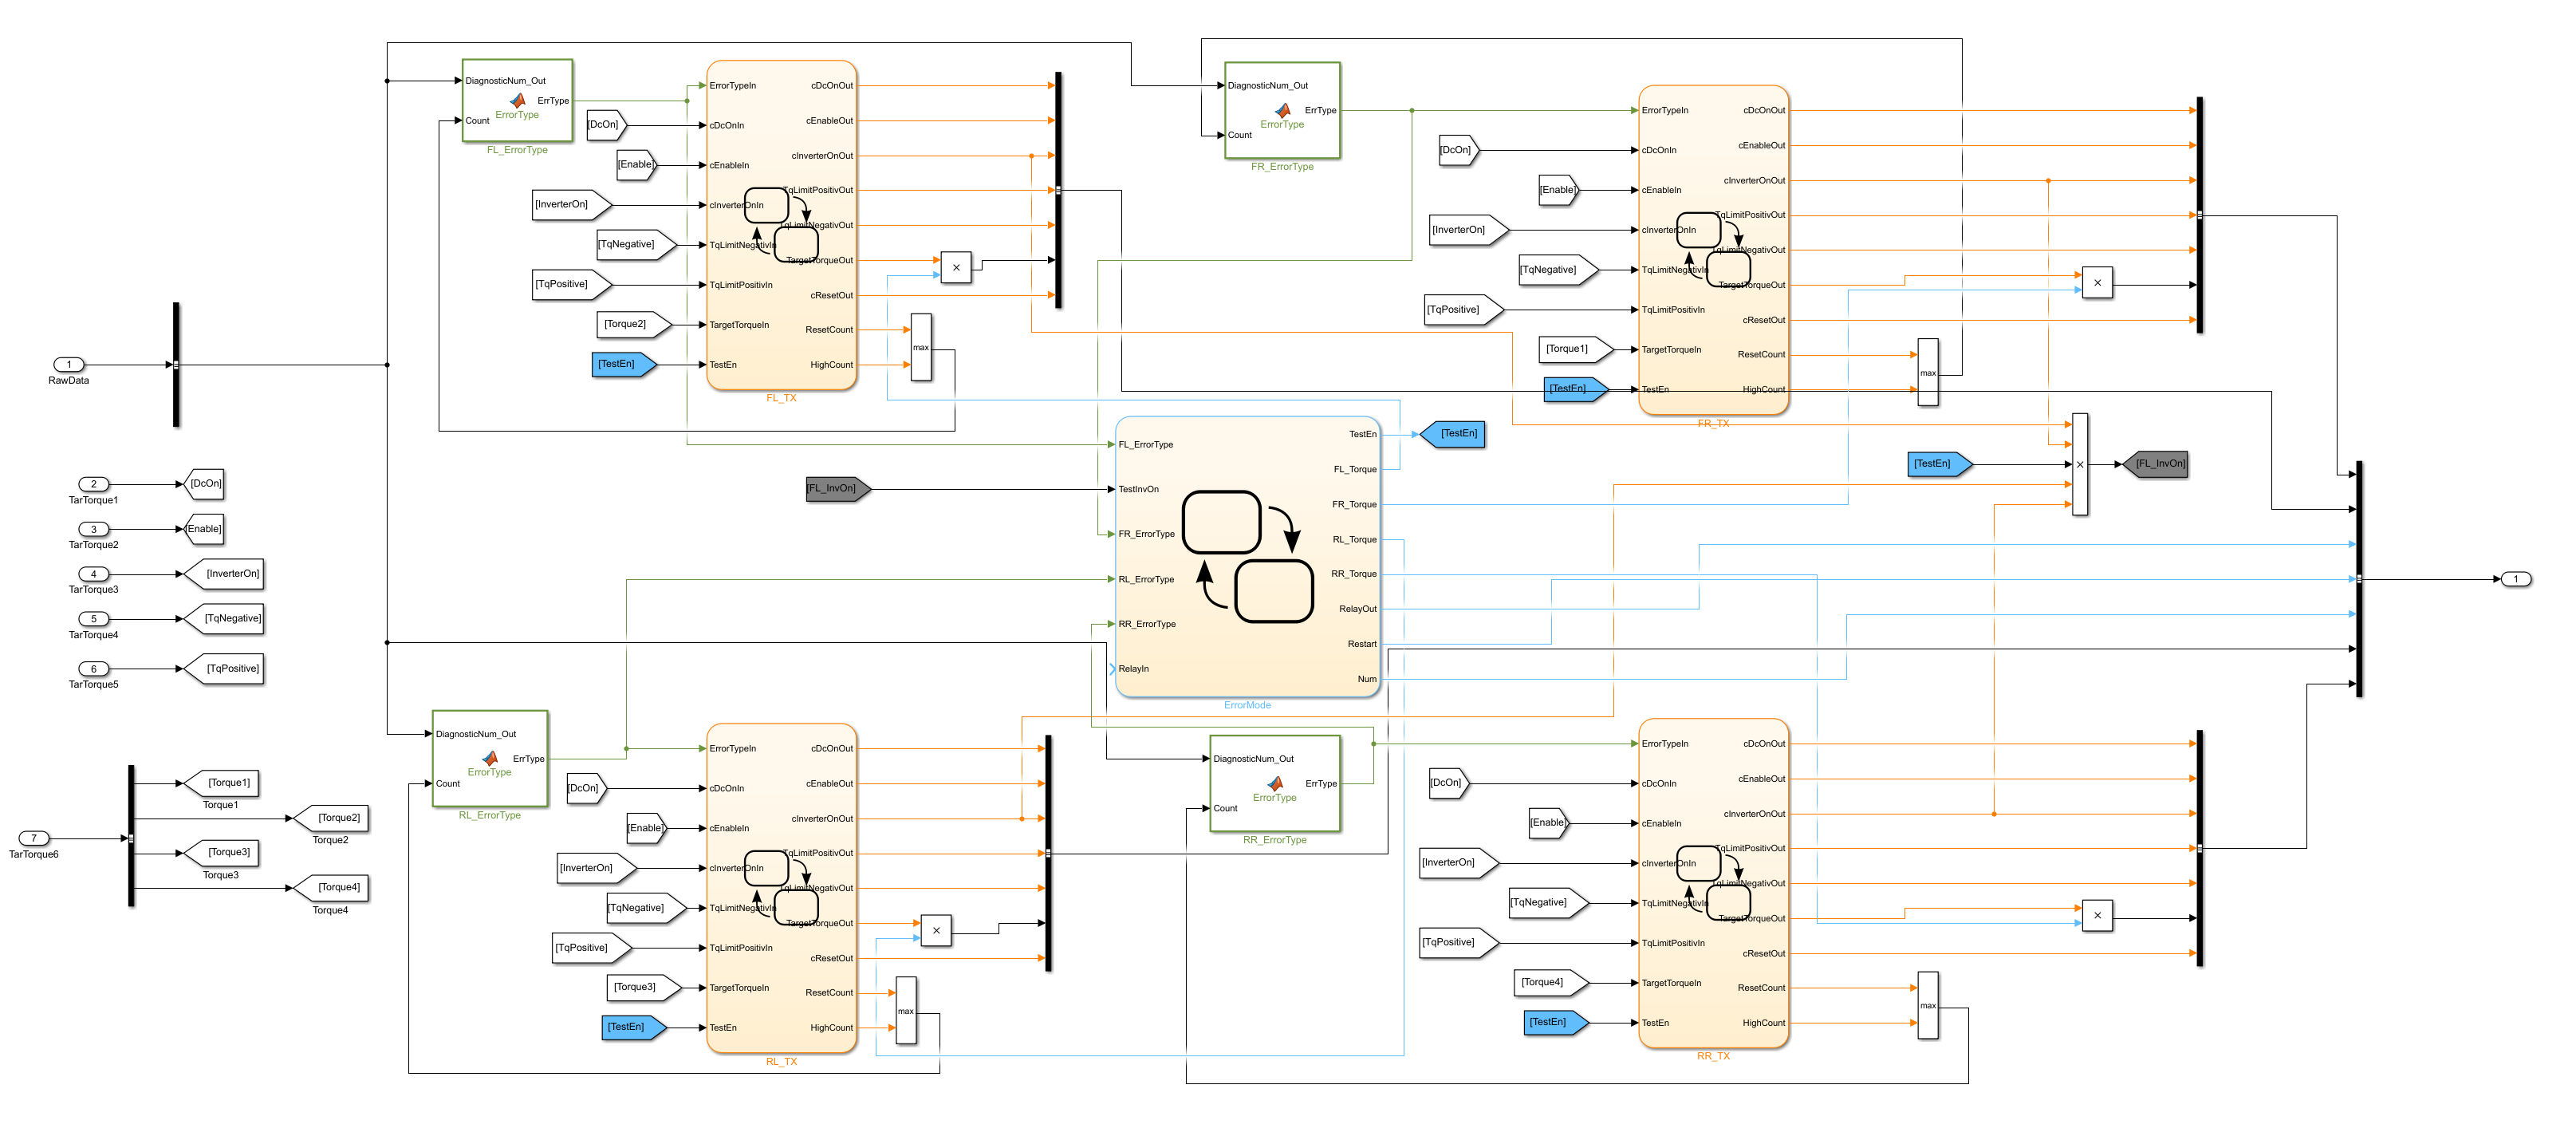 1
RawData
2
TarTorque1
[DcOn]
3
TarTorque2
[Enable]
4
TarTorque3
[InverterOn]
5
TarTorque4
[TqNegative]
6
TarTorque5
[TqPositive]
7
TarTorque6
[Torque1]
Torque1
[Torque2]
Torque2
[Torque3]
Torque3
[Torque4]
Torque4
DiagnosticNum_Out
ErrType
ErrorType
Count
FL_ErrorType
[DcOn]
[Enable]
[InverterOn]
[TqNegative]
[TqPositive]
[Torque2]
[TestEn]
ErrorTypeIn
cDcOnIn
cEnableIn
cInverterOnIn
TqLimitNegativIn
TqLimitPositivIn
TargetTorqueIn
TestEn
cDcOnOut
cEnableOut
cInverterOnOut
TqLimitPositivOut
TqLimitNegativOut
TargetTorqueOut
cResetOut
ResetCount
HighCount
FL_TX
×
max
DiagnosticNum_Out
ErrType
ErrorType
Count
FR_ErrorType
[DcOn]
[Enable]
[InverterOn]
[TqNegative]
[TqPositive]
[Torque1]
[TestEn]
ErrorTypeIn
cDcOnIn
cEnableIn
cInverterOnIn
TqLimitNegativIn
TqLimitPositivIn
TargetTorqueIn
TestEn
cDcOnOut
cEnableOut
cInverterOnOut
TqLimitPositivOut
TqLimitNegativOut
TargetTorqueOut
cResetOut
ResetCount
HighCount
FR_TX
×
max
[FL_InvOn]
FL_ErrorType
TestInvOn
FR_ErrorType
RL_ErrorType
RR_ErrorType
RelayIn
TestEn
FL_Torque
FR_Torque
RL_Torque
RR_Torque
RelayOut
Restart
Num
ErrorMode
[TestEn]
[TestEn]
×
[FL_InvOn]
1
DiagnosticNum_Out
ErrType
ErrorType
Count
RL_ErrorType
[DcOn]
[Enable]
[InverterOn]
[TqNegative]
[TqPositive]
[Torque3]
[TestEn]
ErrorTypeIn
cDcOnIn
cEnableIn
cInverterOnIn
TqLimitNegativIn
TqLimitPositivIn
TargetTorqueIn
TestEn
cDcOnOut
cEnableOut
cInverterOnOut
TqLimitPositivOut
TqLimitNegativOut
TargetTorqueOut
cResetOut
ResetCount
HighCount
RL_TX
×
max
DiagnosticNum_Out
ErrType
ErrorType
Count
RR_ErrorType
[DcOn]
[Enable]
[InverterOn]
[TqNegative]
[TqPositive]
[Torque4]
[TestEn]
ErrorTypeIn
cDcOnIn
cEnableIn
cInverterOnIn
TqLimitNegativIn
TqLimitPositivIn
TargetTorqueIn
TestEn
cDcOnOut
cEnableOut
cInverterOnOut
TqLimitPositivOut
TqLimitNegativOut
TargetTorqueOut
cResetOut
ResetCount
HighCount
RR_TX
×
max